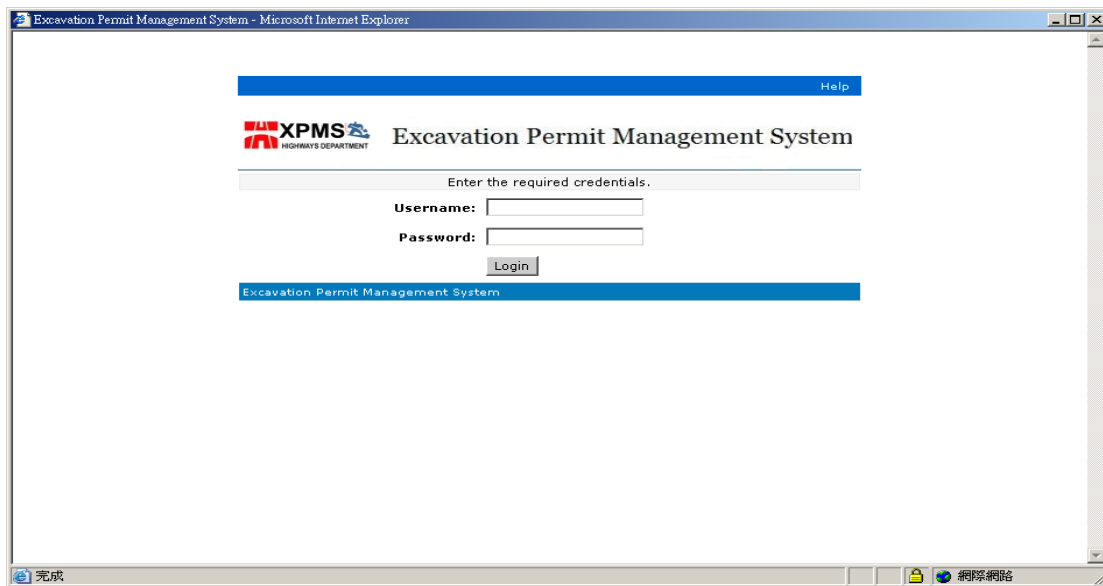 Excavation Permit Management System - Microsoft Internet Explorer
Help
XPMS
HIGHWAYS DEPARTMENT
Excavation Permit Management System
Enter the required credentials.
Username:
Password:
Login
Excavation Permit Management System
完成
網際網路